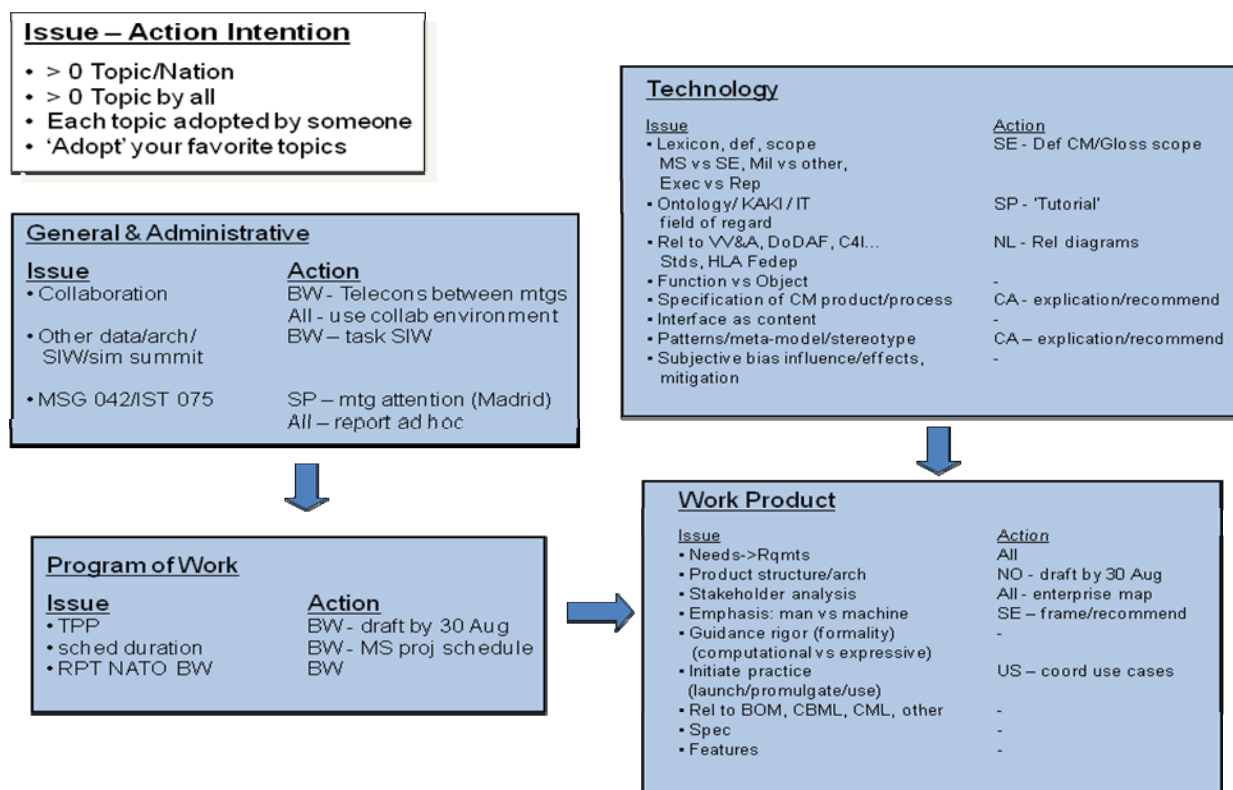 Issue – Action Intention
• > 0 Topic/Nation
• > 0 Topic by all
• Each topic adopted by someone
• ‘Adopt’ your favorite topics
General & Administrative
Issue Action
• Collaboration BW - Telecons between mtgs
All - use collab environment
• Other data/arch/ BW – task SIW
SIW/sim summit
• MSG 042/IST 075 SP – mtg attention (Madrid)
All – report ad hoc
Program of Work
Issue Action
• TPP BW - draft by 30 Aug
• sched duration BW - MS proj schedule
• RPT NATO BW BW
Technology
Issue Action
• Lexicon, def, scope SE - Def CM/Gloss scope
MS vs SE, Mil vs other,
Exec vs Rep
• Ontology/ KAKI / IT SP - 'Tutorial'
field of regard
• Rel to VV&A, DoDAF, C4I... NL - Rel diagrams
Stds, HLA Fedep
• Function vs Object -
• Specification of CM product/process CA - explication/recommend
• Interface as content -
• Patterns/meta-model/stereotype CA – explication/recommend
• Subjective bias influence/effects, -
mitigation
Work Product
Issue Action
• Needs->Rqmts All
• Product structure/arch NO - draft by 30 Aug
• Stakeholder analysis All - enterprise map
• Emphasis: man vs machine SE – frame/recommend
• Guidance rigor (formality) -
(computational vs expressive)
• Initiate practice US – coord use cases
(launch/promulgate/use)
• Rel to BOM, CBML, CML, other -
• Spec -
• Features -